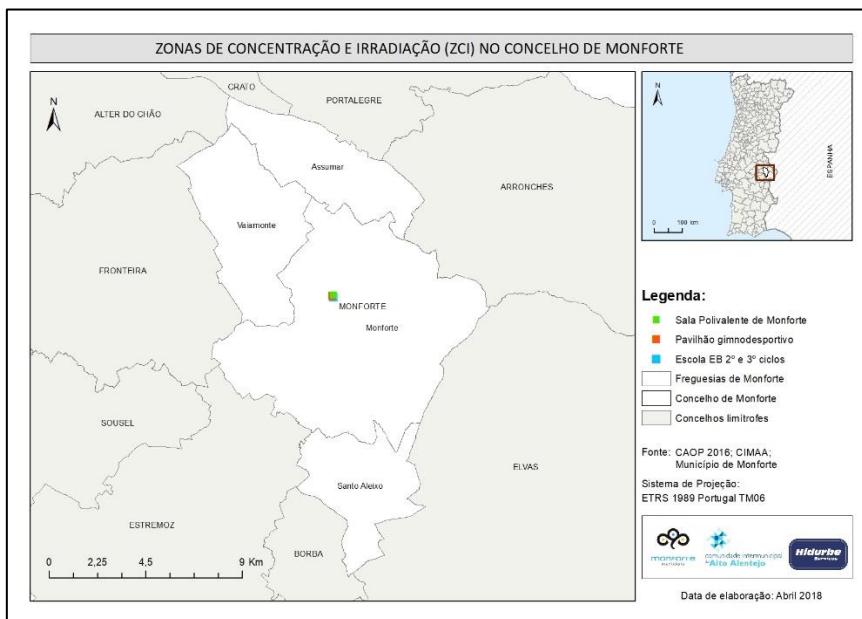 ZONAS DE CONCENTRAÇÃO E IRRADIAÇÃO (ZCI) NO CONCELHO DE MONFORTE
N
CRATO
PORTALEGRE
ALTER DO CHÃO
Assumar
ARRONCHES
Vaiamonte
FRONTEIRA
MONFORTE
Monforte
SOUSEL
ELVAS
Santo Aleixo
ESTREMOZ
BORBA
0 2,25 4,5 9 Km
N
ESPANHA
0 100 km
Legenda:
Sala Polivalente de Monforte
Pavilhão gimnodesportivo
Escola EB 2º e 3º ciclos
Freguesias de Monforte
Concelho de Monforte
Concelhos limítrofes
Fonte: CAOP 2016; CIMAA;
Município de Monforte
Sistema de Projeção:
ETRS 1989 Portugal TM06
monforte
comunidade intermunicipal
do Alto Alentejo
Hidurbe
Serviços
Data de elaboração: Abril 2018